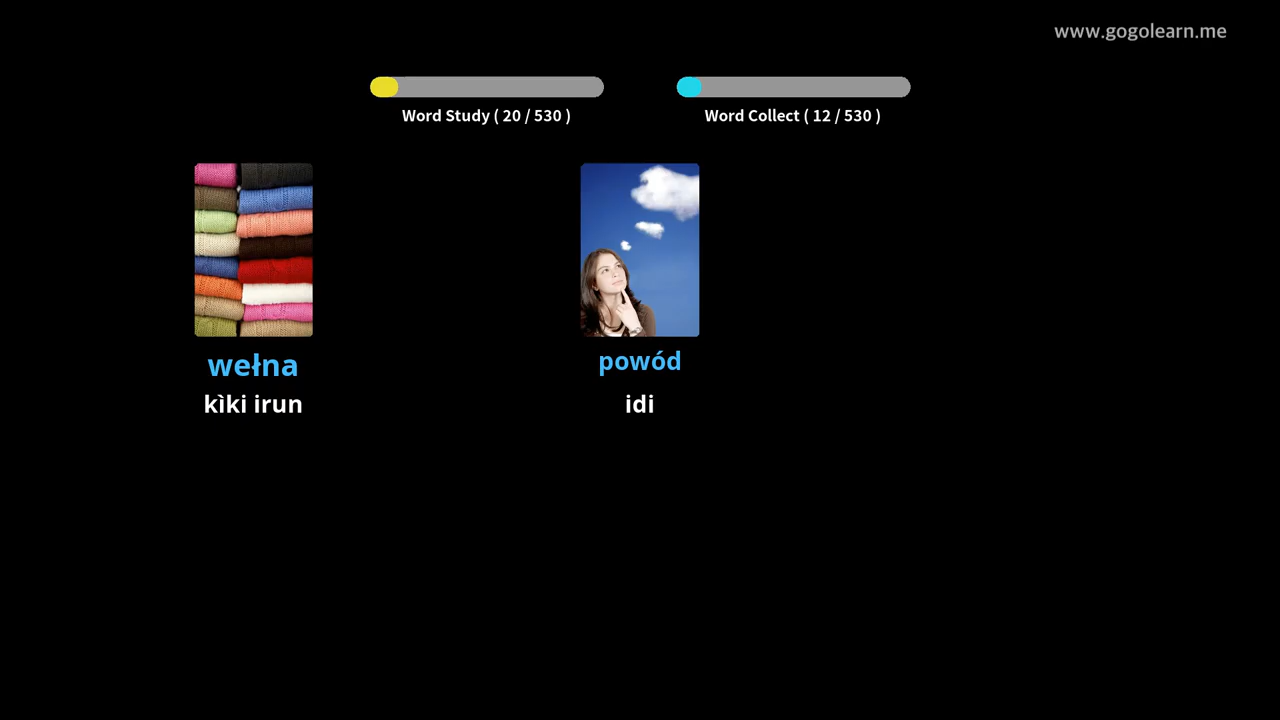 www.gogolearn.me
Word Study ( 20 / 530 )
Word Collect ( 12 / 530 )
wełna
kìki irun
powód
idi